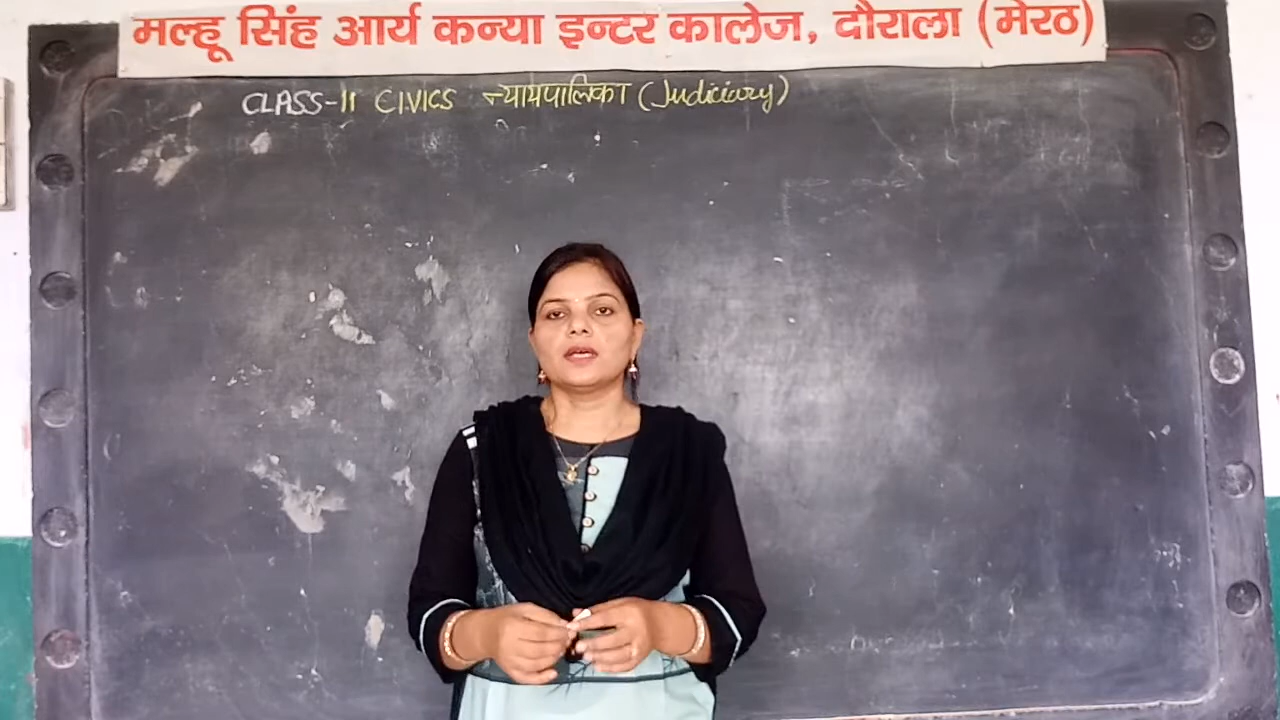 मल्हू सिंह आर्य कन्या इन्टर कालेज, दौराला (मेरठ)
CLASS-11 CIVICS न्यायपालिका (Judiciary)